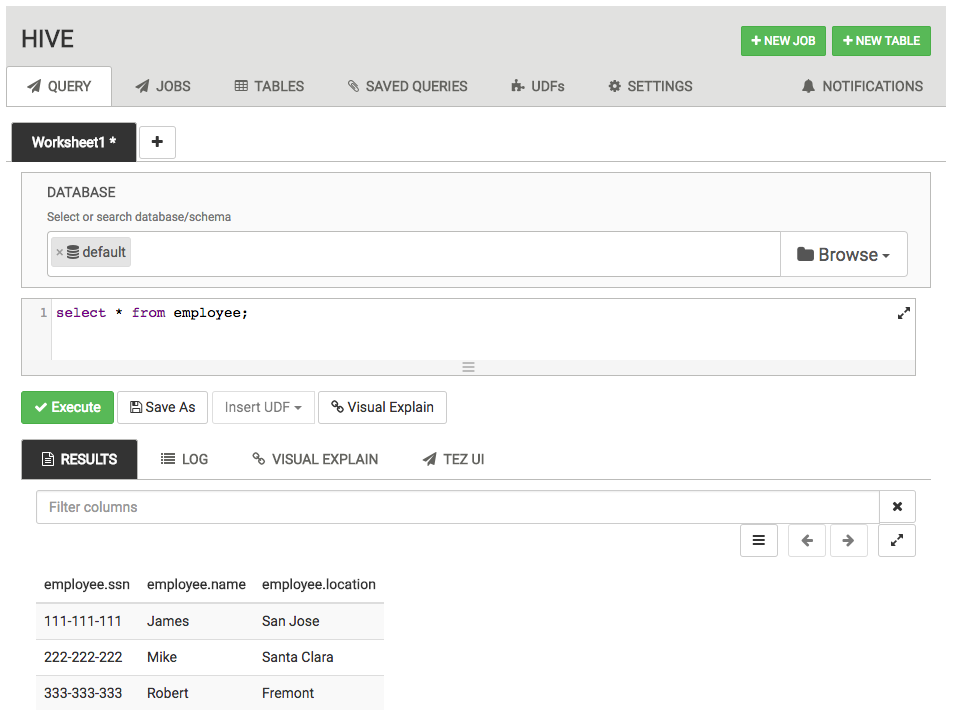 HIVE
+ NEW JOB + NEW TABLE
QUERY JOBS TABLES SAVED QUERIES UDFs SETTINGS NOTIFICATIONS
Worksheet1 * +
DATABASE
Select or search database/schema
× default Browse
1 select * from employee;
Execute Save As Insert UDF Visual Explain
RESULTS LOG VISUAL EXPLAIN TEZ UI
Filter columns
employee.ssn employee.name employee.location
111-111-111 James San Jose
222-222-222 Mike Santa Clara
333-333-333 Robert Fremont